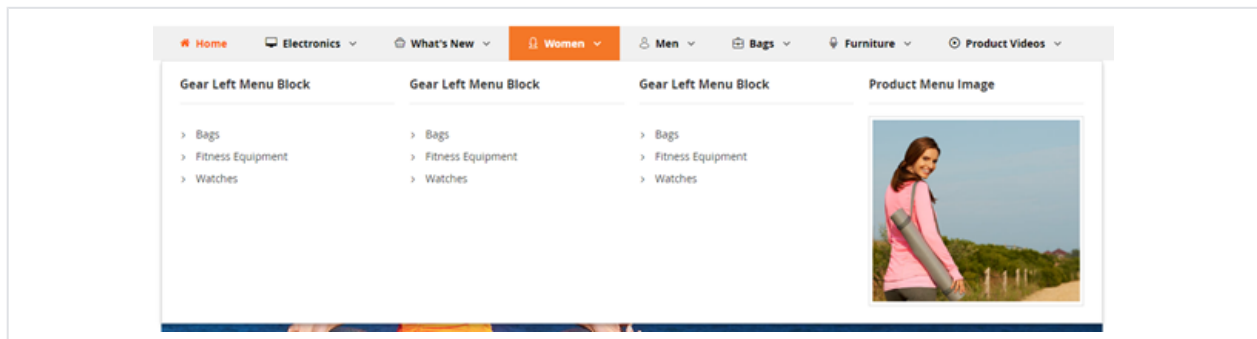 Home Electronics What's New Women Men Bags Furniture Product Videos
Gear Left Menu Block Gear Left Menu Block Gear Left Menu Block Product Menu Image
Bags Bags Bags
Fitness Equipment Fitness Equipment Fitness Equipment
Watches Watches Watches